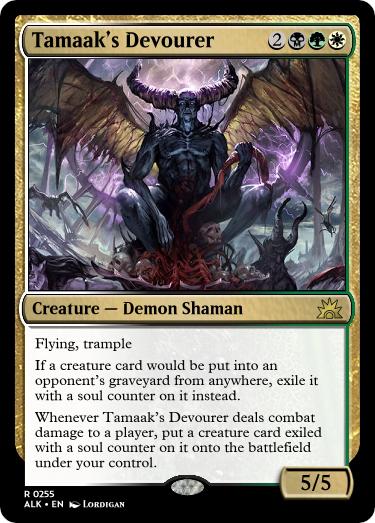 Tamaak's Devourer 2
Creature — Demon Shaman
Flying, trample
If a creature card would be put into an
opponent's graveyard from anywhere, exile it
with a soul counter on it instead.
Whenever Tamaak's Devourer deals combat
damage to a player, put a creature card exiled
with a soul counter on it onto the battlefield
under your control.
5/5
R 0255
ALK • EN Lordigan